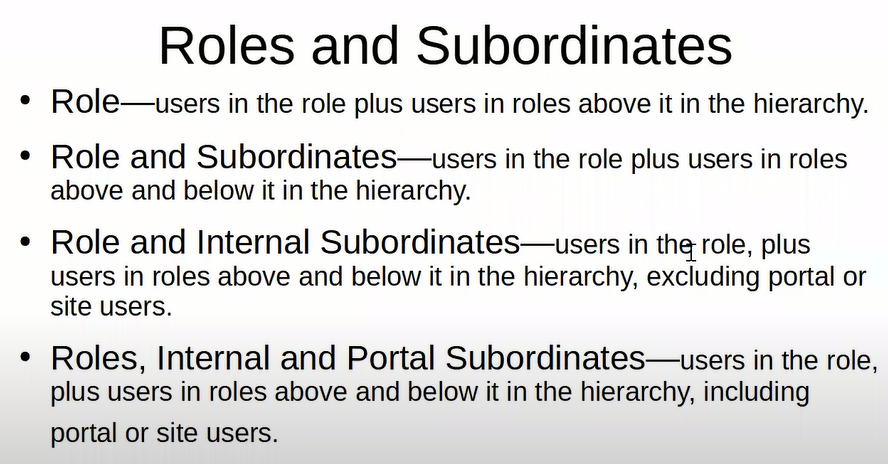 Roles and Subordinates
• Role—users in the role plus users in roles above it in the hierarchy.
• Role and Subordinates—users in the role plus users in roles
above and below it in the hierarchy.
• Role and Internal Subordinates—users in the role, plus
users in roles above and below it in the hierarchy, excluding portal or
site users.
• Roles, Internal and Portal Subordinates—users in the role,
plus users in roles above and below it in the hierarchy, including
portal or site users.